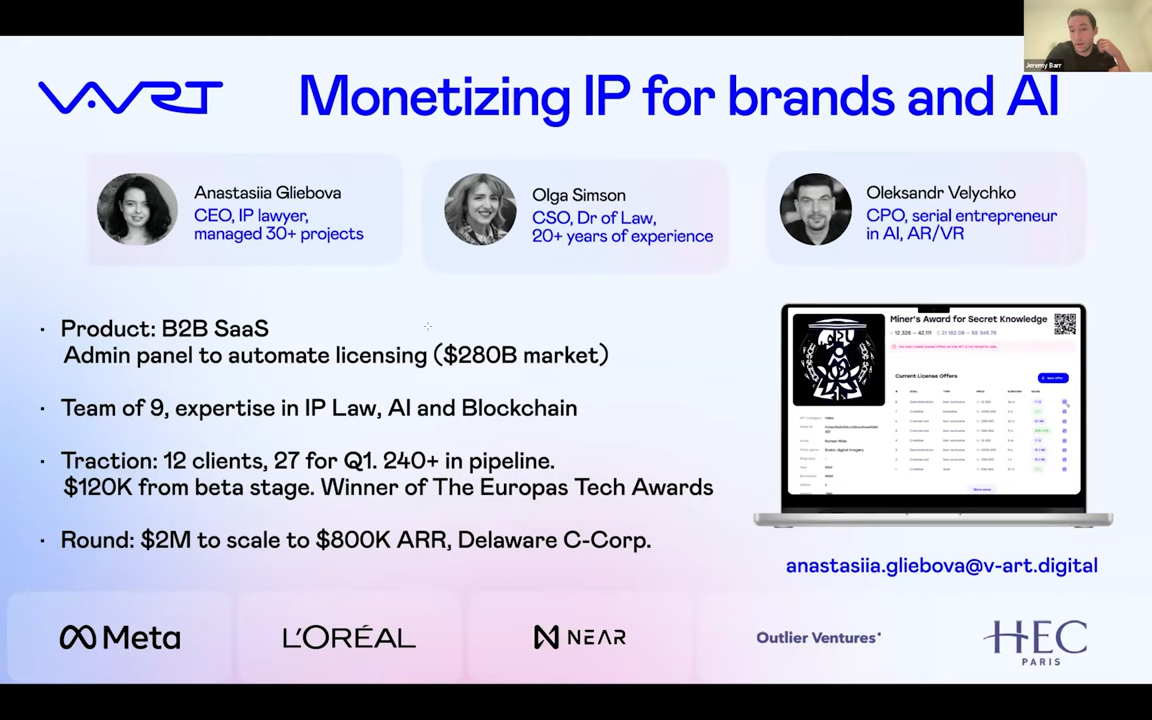 Jeremy Barr
V-ART
Monetizing IP for brands and AI
Anastasiia Gliebova
CEO, IP lawyer,
managed 30+ projects
Olga Simson
CSO, Dr of Law,
20+ years of experience
Oleksandr Velychko
CPO, serial entrepreneur
in AI, AR/VR
· Product: B2B SaaS
Admin panel to automate licensing ($280B market)
· Team of 9, expertise in IP Law, AI and Blockchain
· Traction: 12 clients, 27 for Q1. 240+ in pipeline.
$120K from beta stage. Winner of The Europas Tech Awards
· Round: $2M to scale to $800K ARR, Delaware C-Corp.
Miner's Award for Secret Knowledge
Current License Offers
anastasiia.gliebova@v-art.digital
Meta
L'ORÉAL
NEAR
Outlier Ventures
HEC
PARIS